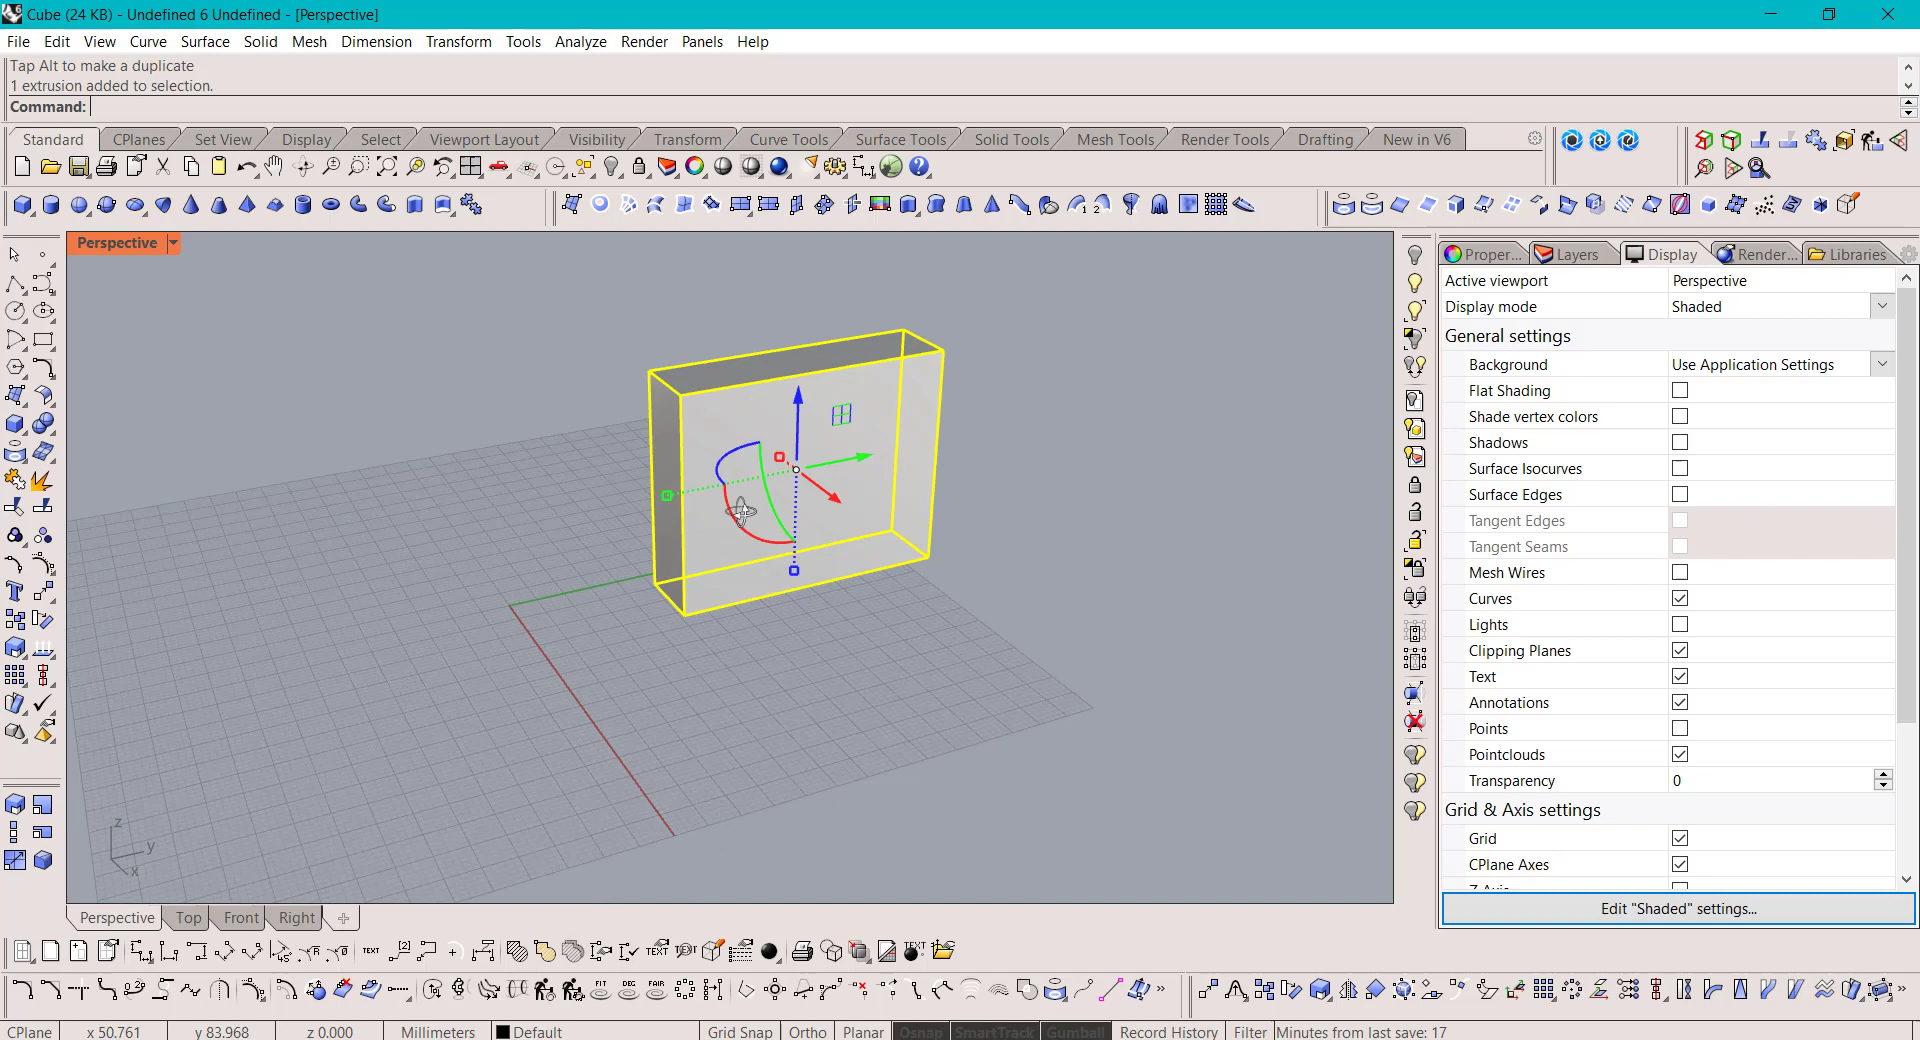 Cube (24 KB) - Undefined 6 Undefined - [Perspective]
File Edit View Curve Surface Solid Mesh Dimension Transform Tools Analyze Render Panels Help
Tap Alt to make a duplicate
1 extrusion added to selection.
Command:
Standard CPlanes Set View Display Select Viewport Layout Visibility Transform Curve Tools Surface Tools Solid Tools Mesh Tools Render Tools Drafting New in V6
Perspective
Proper... Layers Display Render... Libraries
Active viewport Perspective
Display mode Shaded
General settings
Background Use Application Settings
Flat Shading
Shade vertex colors
Shadows
Surface Isocurves
Surface Edges
Tangent Edges
Tangent Seams
Mesh Wires
Curves
Lights
Clipping Planes
Text
Annotations
Points
Pointclouds
Transparency 0
Grid & Axis settings
Grid
CPlane Axes
Z Axis
Edit "Shaded" settings...
z
y
x
Perspective Top Front Right
TEXT
FIT DEG FAIR
CPlane x 50.761 y 83.968 z 0.000 Millimeters Default Grid Snap Ortho Planar Osnap SmartTrack Gumball Record History Filter Minutes from last save: 17